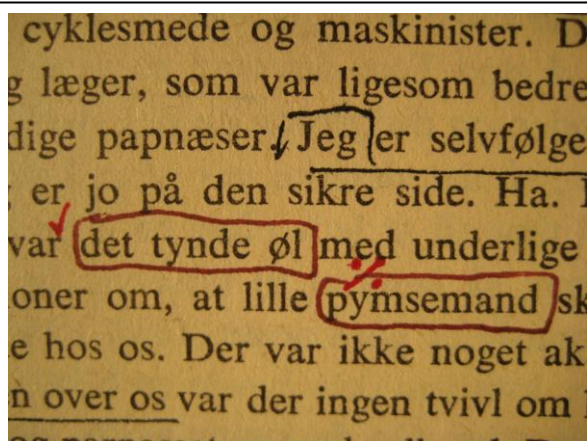 cyklesmede og maskinister. D
g læger, som var ligesom bedre
dige papnæser. Jeg er selvfølge
er jo på den sikre side. Ha.
var det tynde øl med underlige
oner om, at lille pymsemand sk
e hos os. Der var ikke noget ak
n over os var der ingen tvivl om